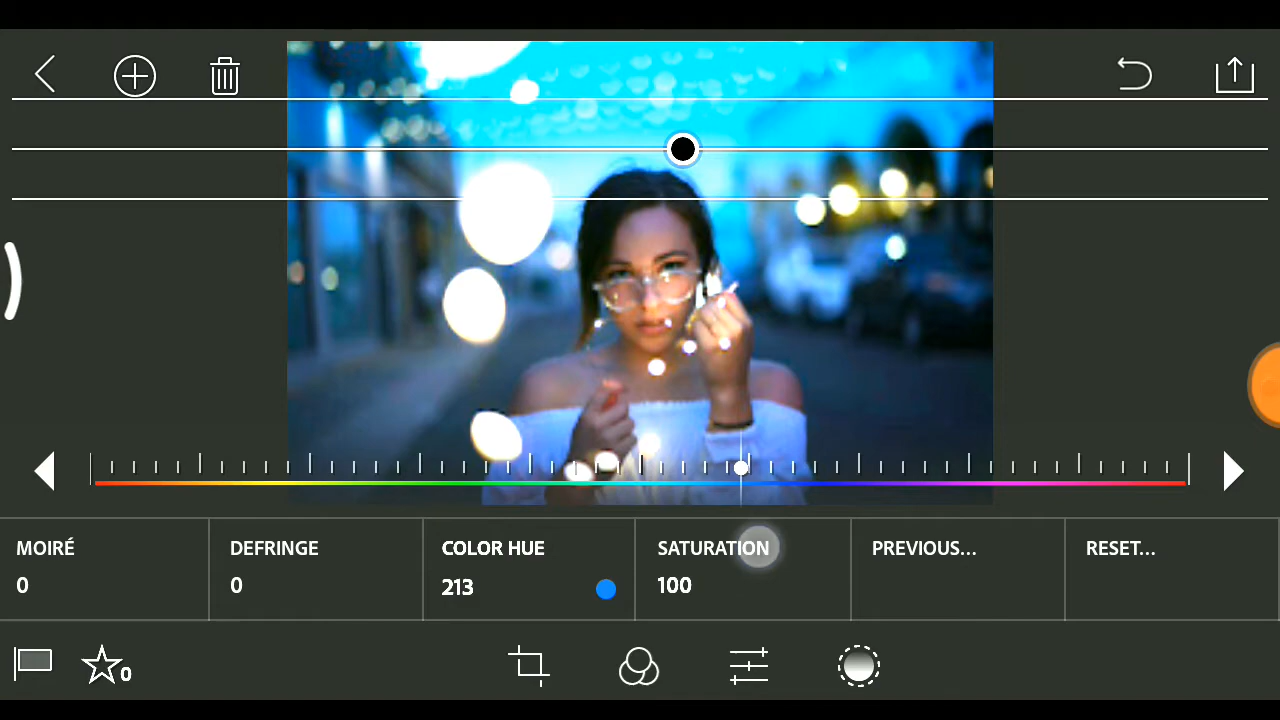 MOIRÉ DEFRINGE COLOR HUE SATURATION PREVIOUS... RESET...
0 0 213 100
0